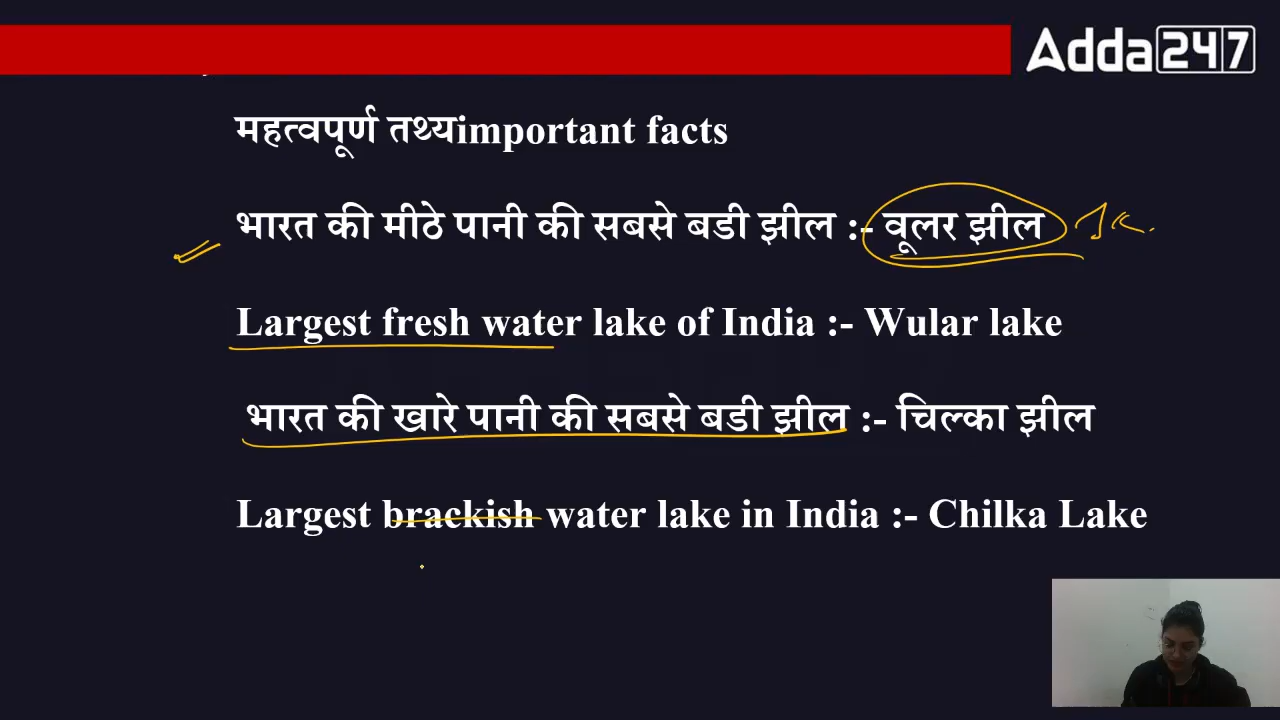 Adda247
महत्वपूर्ण तथ्यimportant facts
भारत की मीठे पानी की सबसे बडी झील :- वूलर झील JK.
Largest fresh water lake of India :- Wular lake
भारत की खारे पानी की सबसे बडी झील :- चिल्का झील
Largest brackish water lake in India :- Chilka Lake